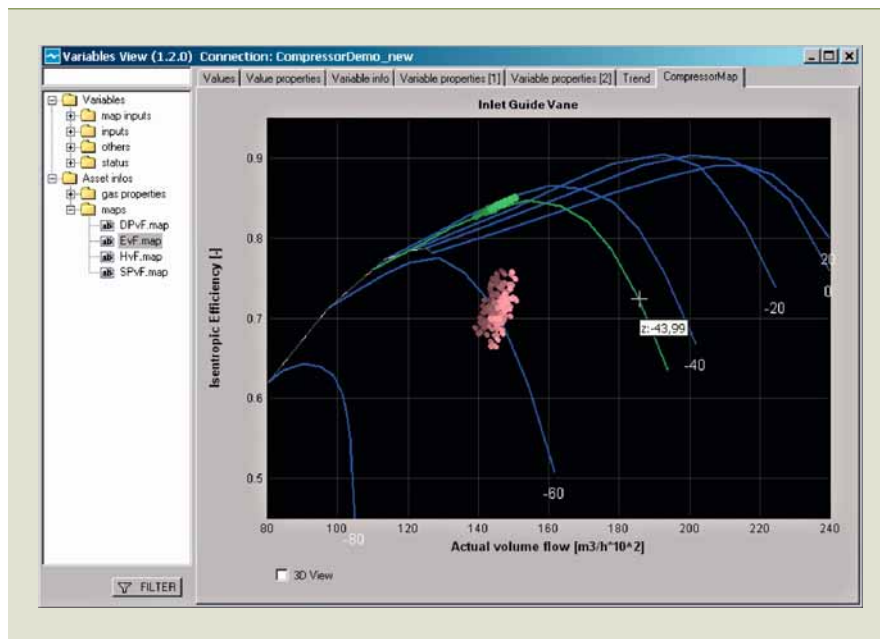 Variables View (1.2.0) Connection: CompressorDemo_new
Values
Value properties
Variable info
Variable properties [1]
Variable properties [2]
Trend
CompressorMap
Variables
map inputs
inputs
others
status
Asset infos
gas properties
maps
DPvF.map
EvF.map
HvF.map
SPvF.map
FILTER
Inlet Guide Vane
Isentropic Efficiency [-]
0.9
0.8
0.7
0.6
0.5
20
0
-20
z:-43,99
-40
-60
-80
80
100
120
140
160
180
200
220
240
Actual volume flow [m3/h*10^2]
3D View